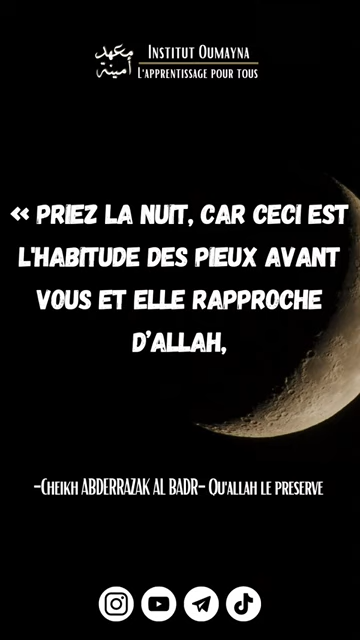 معهد أمينة
INSTITUT OUMAYNA
L'APPRENTISSAGE POUR TOUS
« PRIEZ LA NUIT, CAR CECI EST
L'HABITUDE DES PIEUX AVANT
VOUS ET ELLE RAPPROCHE
D'ALLAH,
-CHEIKH ABDERRAZAK AL BADR- QU'ALLAH LE PRESERVE